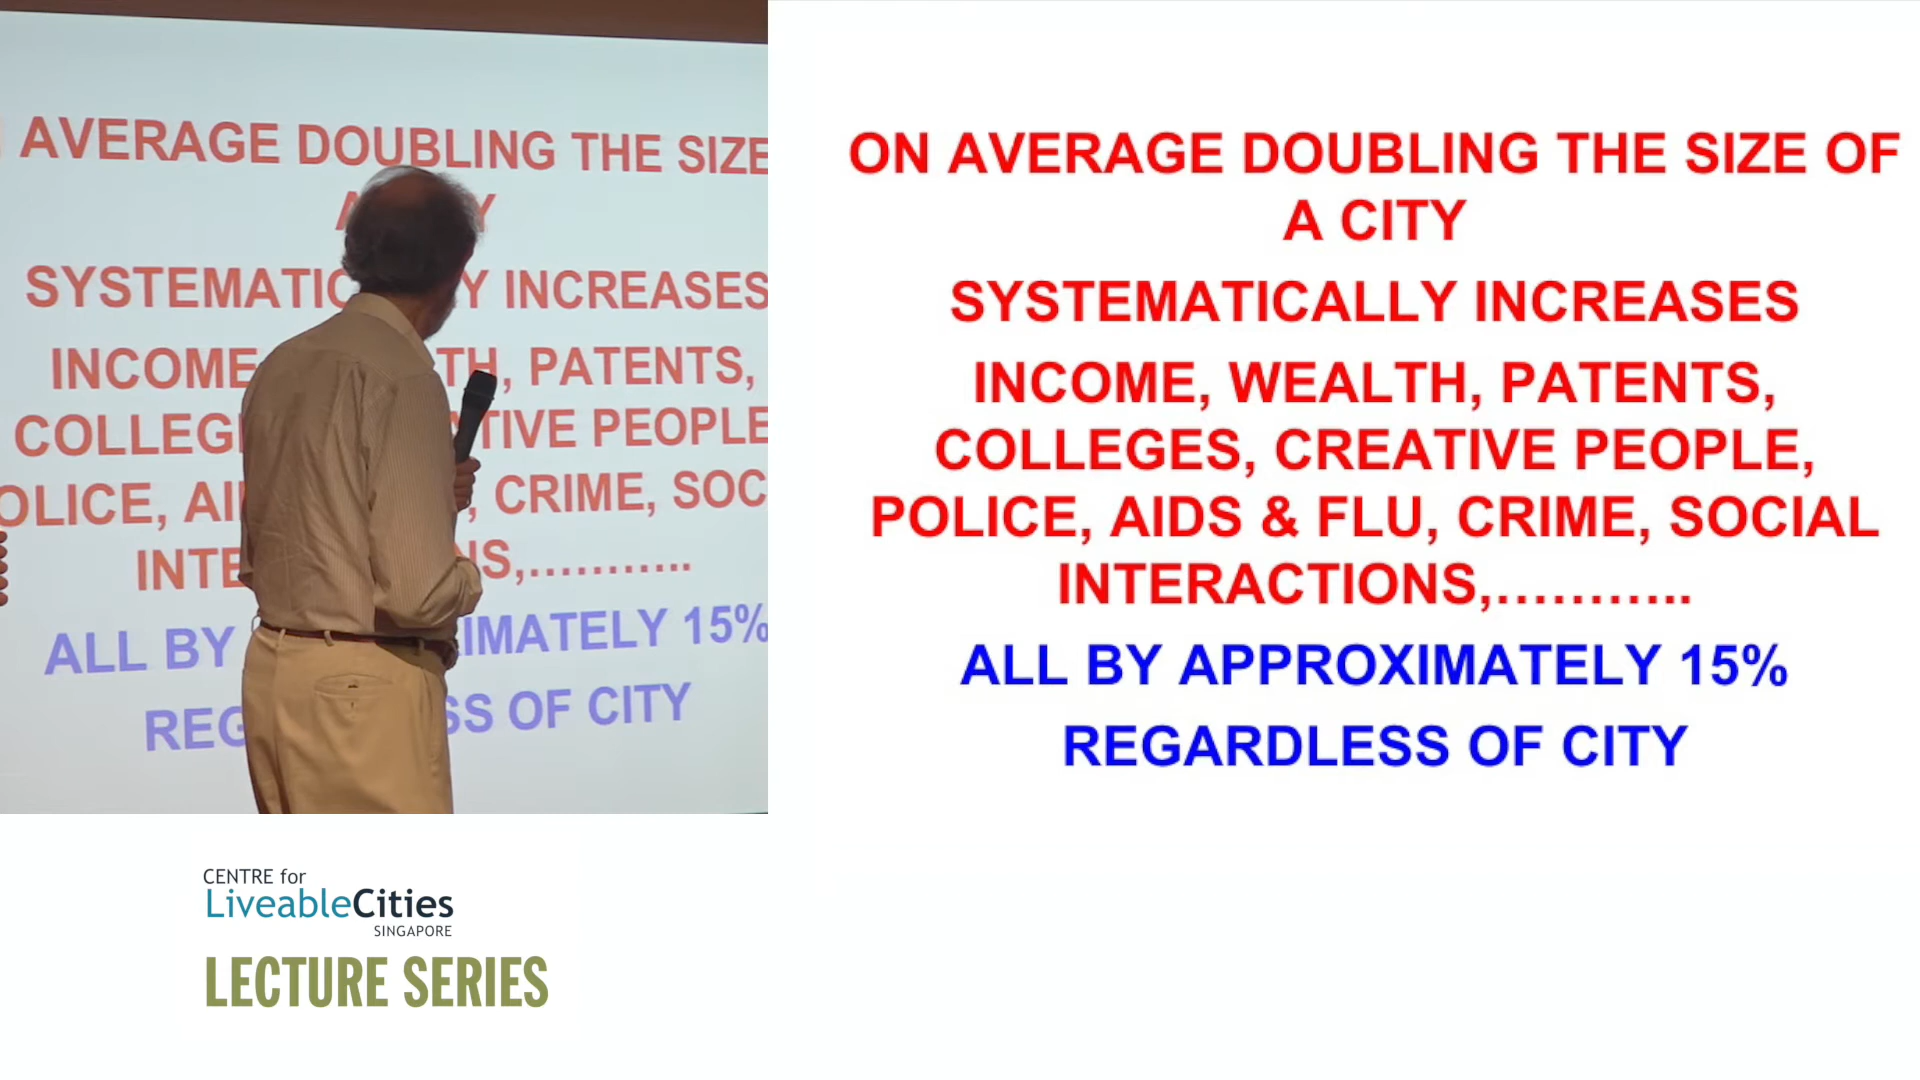 AVERAGE DOUBLING THE SIZE
SYSTEMATIC Y INCREASES
INCOME TH, PATENTS,
COLLEG TIVE PEOPLE
OLICE, AI , CRIME, SOC
INTE NS,...........
ALL BY IMATELY 15%
REG SS OF CITY
ON AVERAGE DOUBLING THE SIZE OF
A CITY
SYSTEMATICALLY INCREASES
INCOME, WEALTH, PATENTS,
COLLEGES, CREATIVE PEOPLE,
POLICE, AIDS & FLU, CRIME, SOCIAL
INTERACTIONS,...........
ALL BY APPROXIMATELY 15%
REGARDLESS OF CITY
CENTRE for
LiveableCities
SINGAPORE
LECTURE SERIES